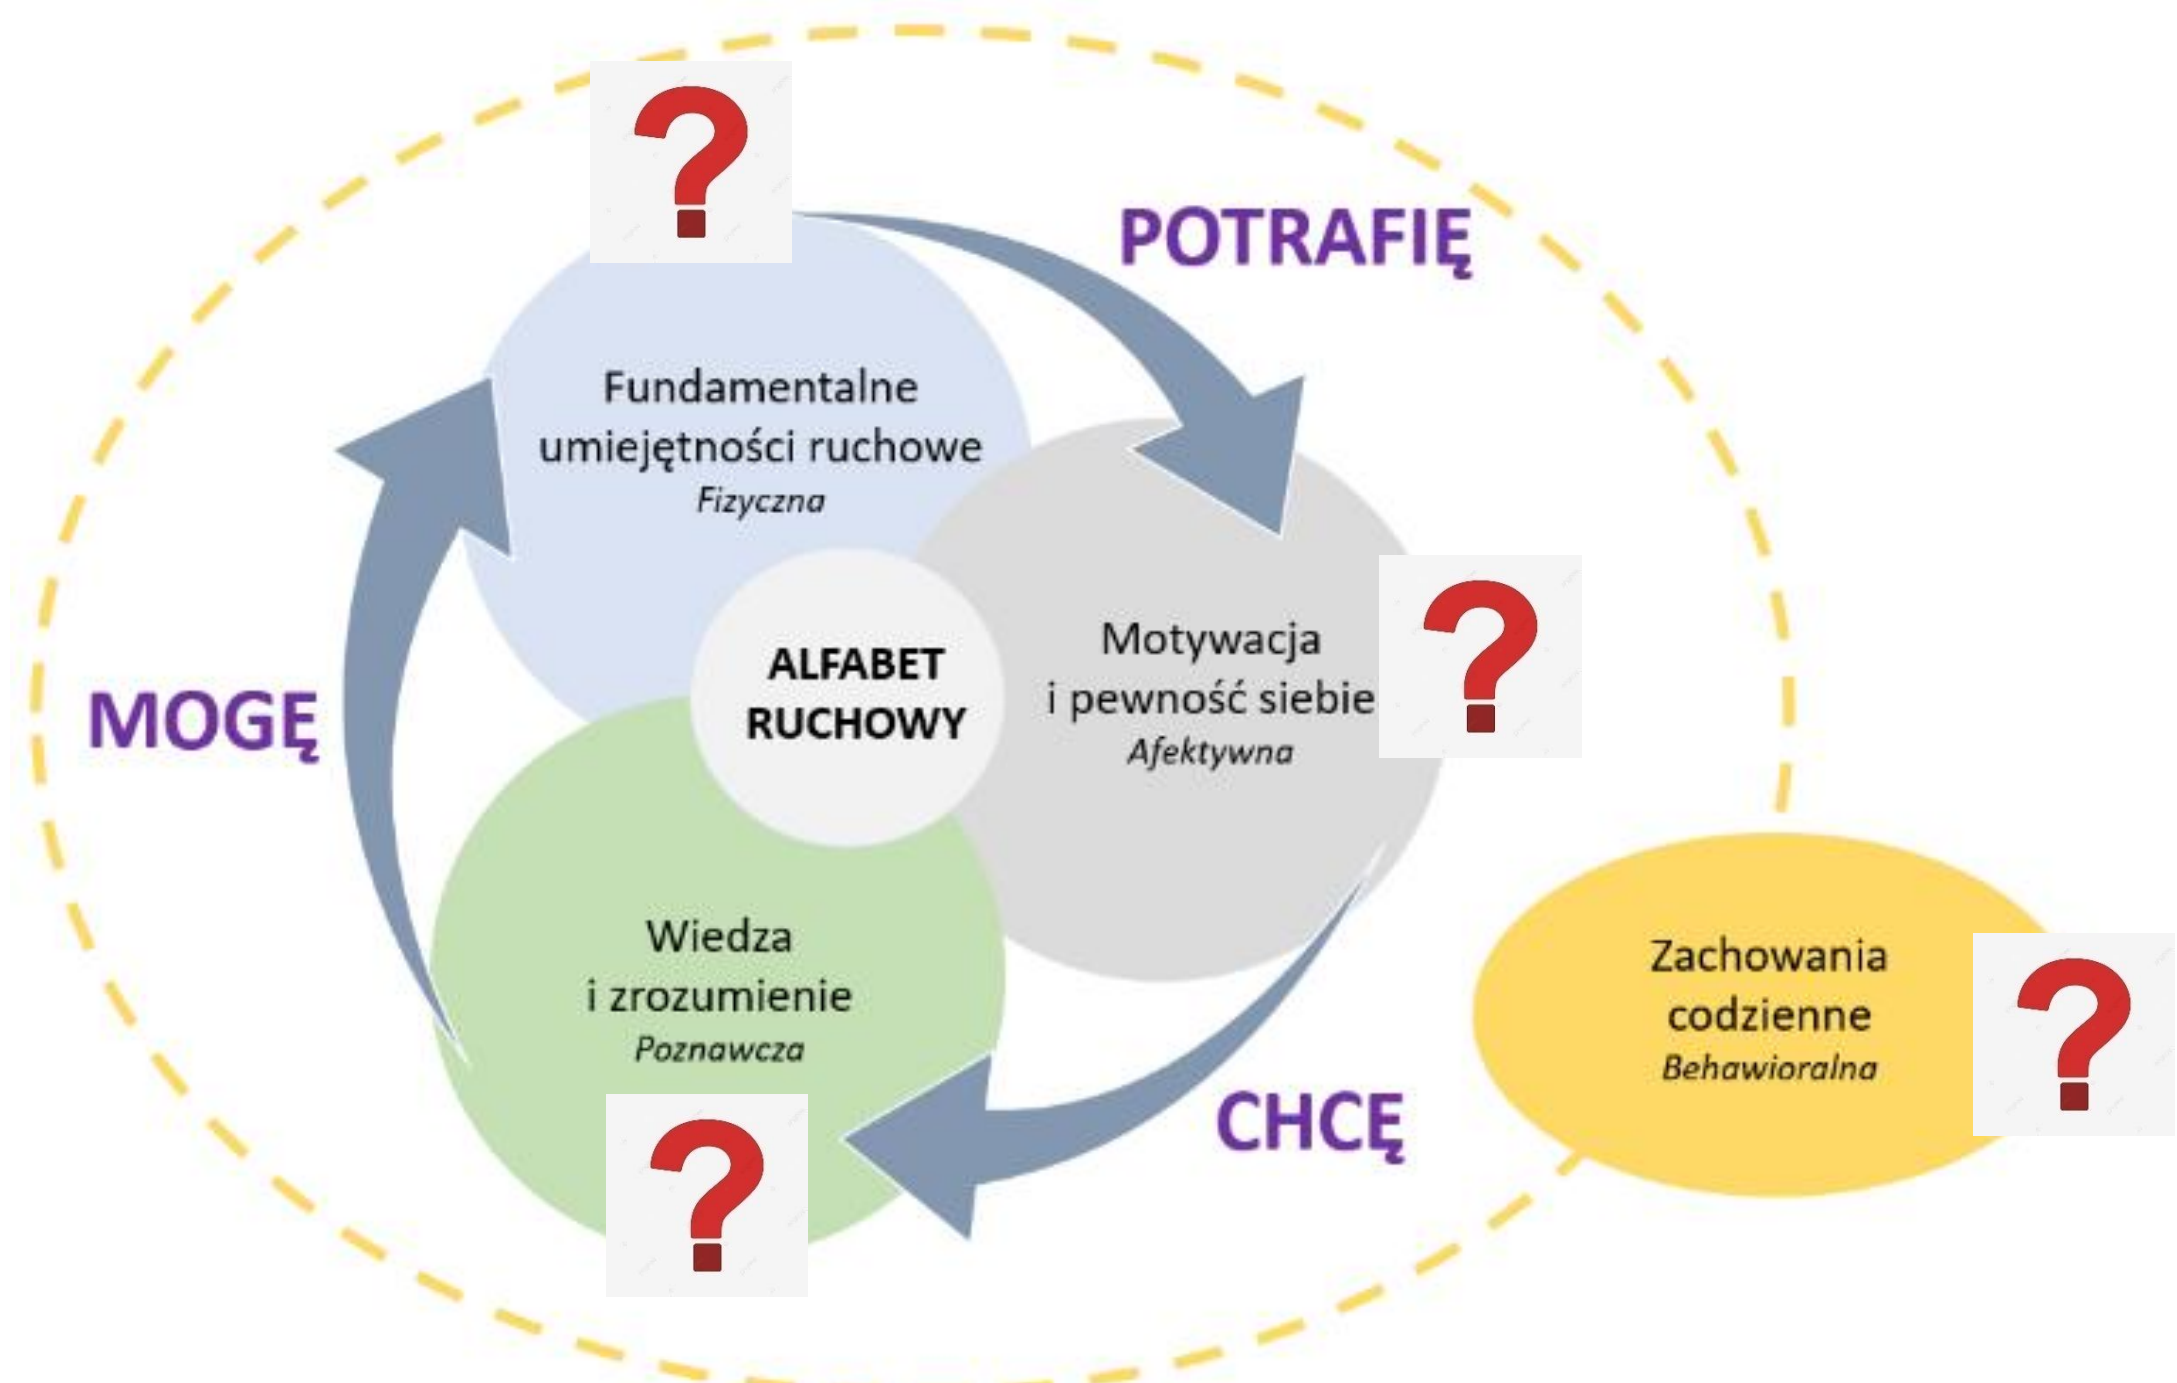 POTRAFIĘ
Fundamentalne
umiejętności ruchowe
Fizyczna
Motywacja
i pewność siebie
Afektywna
ALFABET
RUCHOWY
MOGĘ
Wiedza
i zrozumienie
Poznawcza
Zachowania
codzienne
Behawioralna
CHCĘ
?
?
?
?